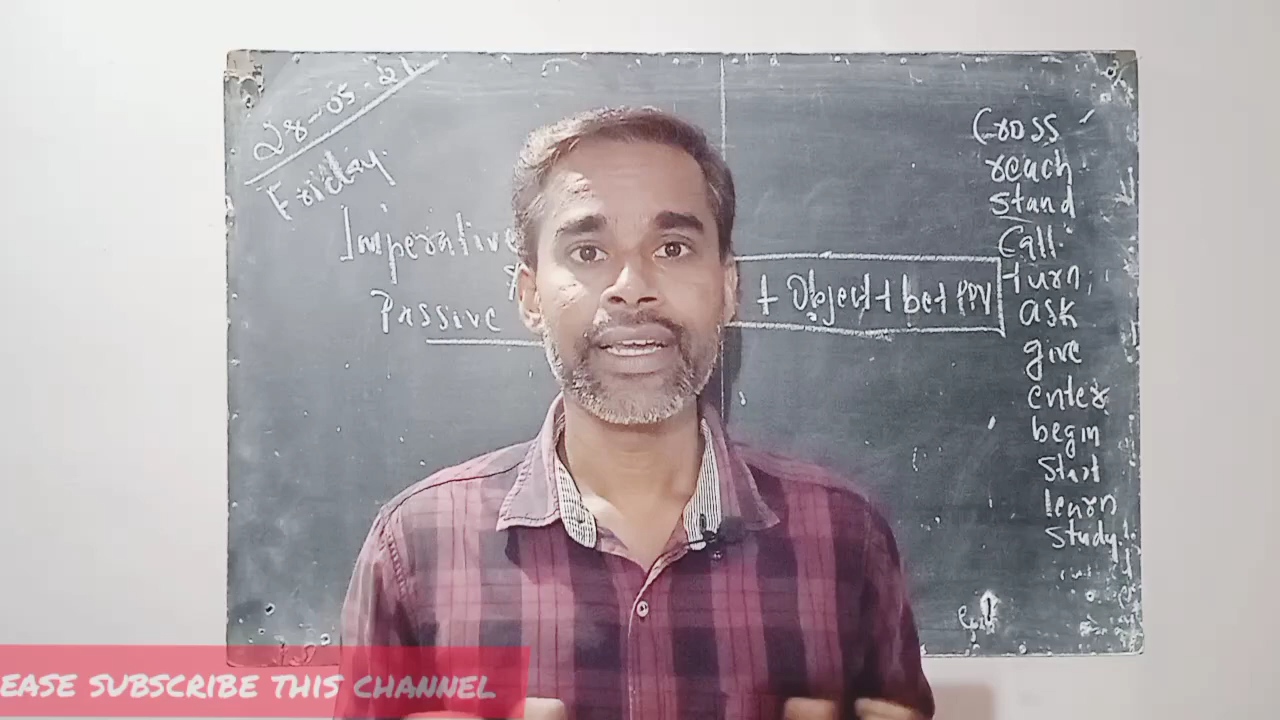 28-05-21
Friday.
Imperative
Passive
+ Object + be + PPV
Cross
reach
stand
Call
turn,
ask
give
enter
begin
Start
learn
study
EASE SUBSCRIBE THIS CHANNEL